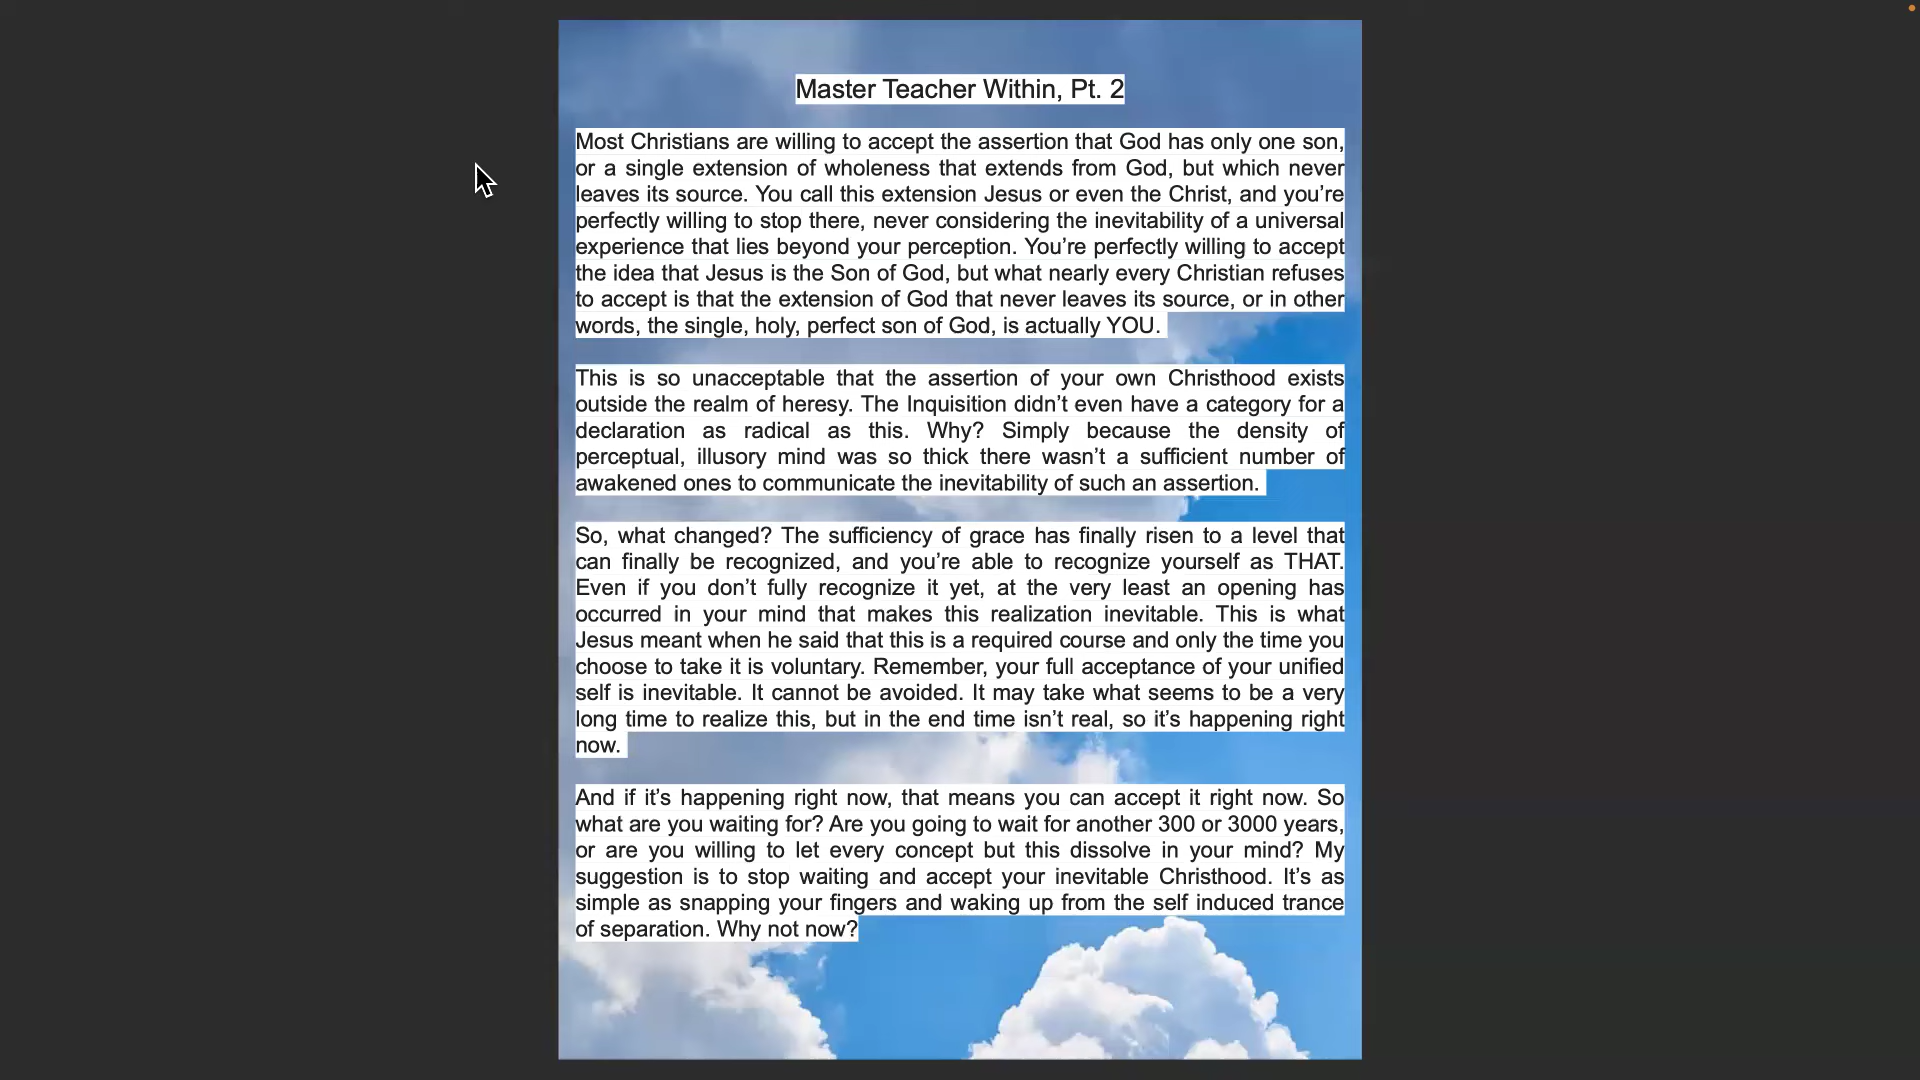 Master Teacher Within, Pt. 2
Most Christians are willing to accept the assertion that God has only one son,
or a single extension of wholeness that extends from God, but which never
leaves its source. You call this extension Jesus or even the Christ, and you’re
perfectly willing to stop there, never considering the inevitability of a universal
experience that lies beyond your perception. You’re perfectly willing to accept
the idea that Jesus is the Son of God, but what nearly every Christian refuses
to accept is that the extension of God that never leaves its source, or in other
words, the single, holy, perfect son of God, is actually YOU.
This is so unacceptable that the assertion of your own Christhood exists
outside the realm of heresy. The Inquisition didn’t even have a category for a
declaration as radical as this. Why? Simply because the density of
perceptual, illusory mind was so thick there wasn’t a sufficient number of
awakened ones to communicate the inevitability of such an assertion.
So, what changed? The sufficiency of grace has finally risen to a level that
can finally be recognized, and you’re able to recognize yourself as THAT.
Even if you don’t fully recognize it yet, at the very least an opening has
occurred in your mind that makes this realization inevitable. This is what
Jesus meant when he said that this is a required course and only the time you
choose to take it is voluntary. Remember, your full acceptance of your unified
self is inevitable. It cannot be avoided. It may take what seems to be a very
long time to realize this, but in the end time isn’t real, so it’s happening right
now.
And if it’s happening right now, that means you can accept it right now. So
what are you waiting for? Are you going to wait for another 300 or 3000 years,
or are you willing to let every concept but this dissolve in your mind? My
suggestion is to stop waiting and accept your inevitable Christhood. It’s as
simple as snapping your fingers and waking up from the self induced trance
of separation. Why not now?